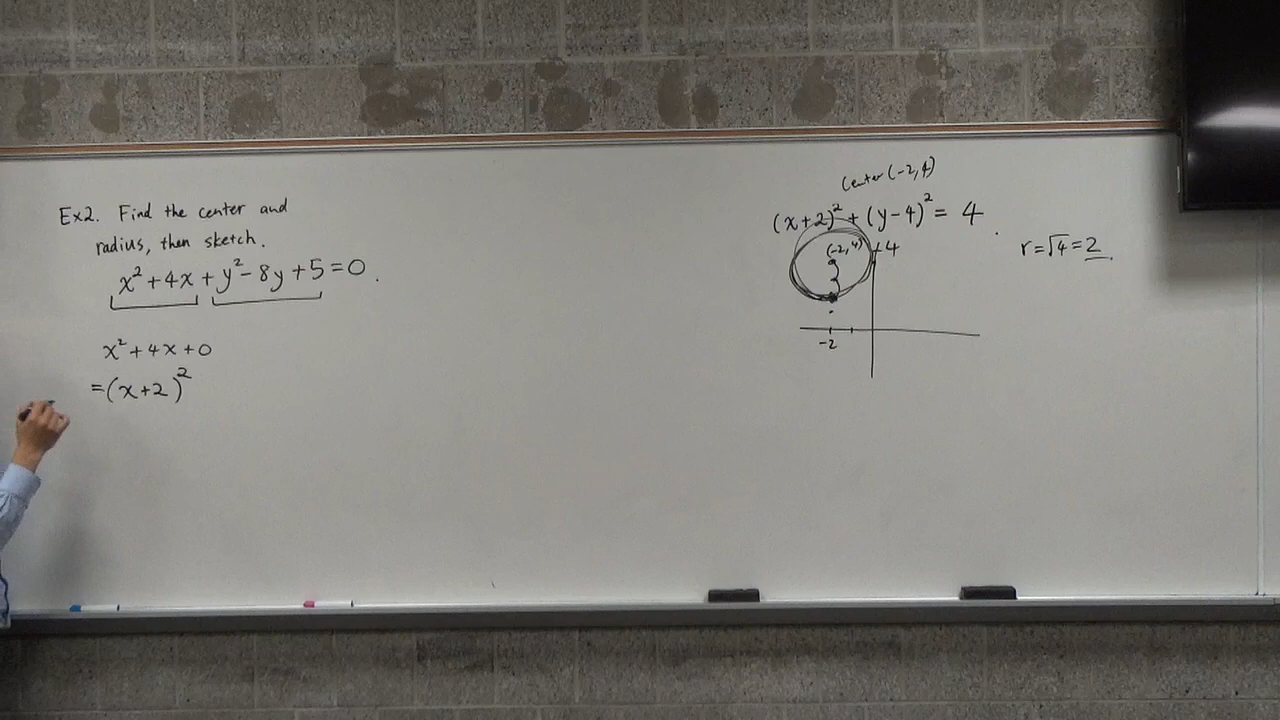 Ex2. Find the center and
radius, then sketch.
x² + 4x + y² - 8y + 5 = 0.
x² + 4x + 0
= (x+2)²
Center (-2, 4)
(x+2)² + (y-4)² = 4.
(-2, 4)
4
r = √4 = 2.
-2